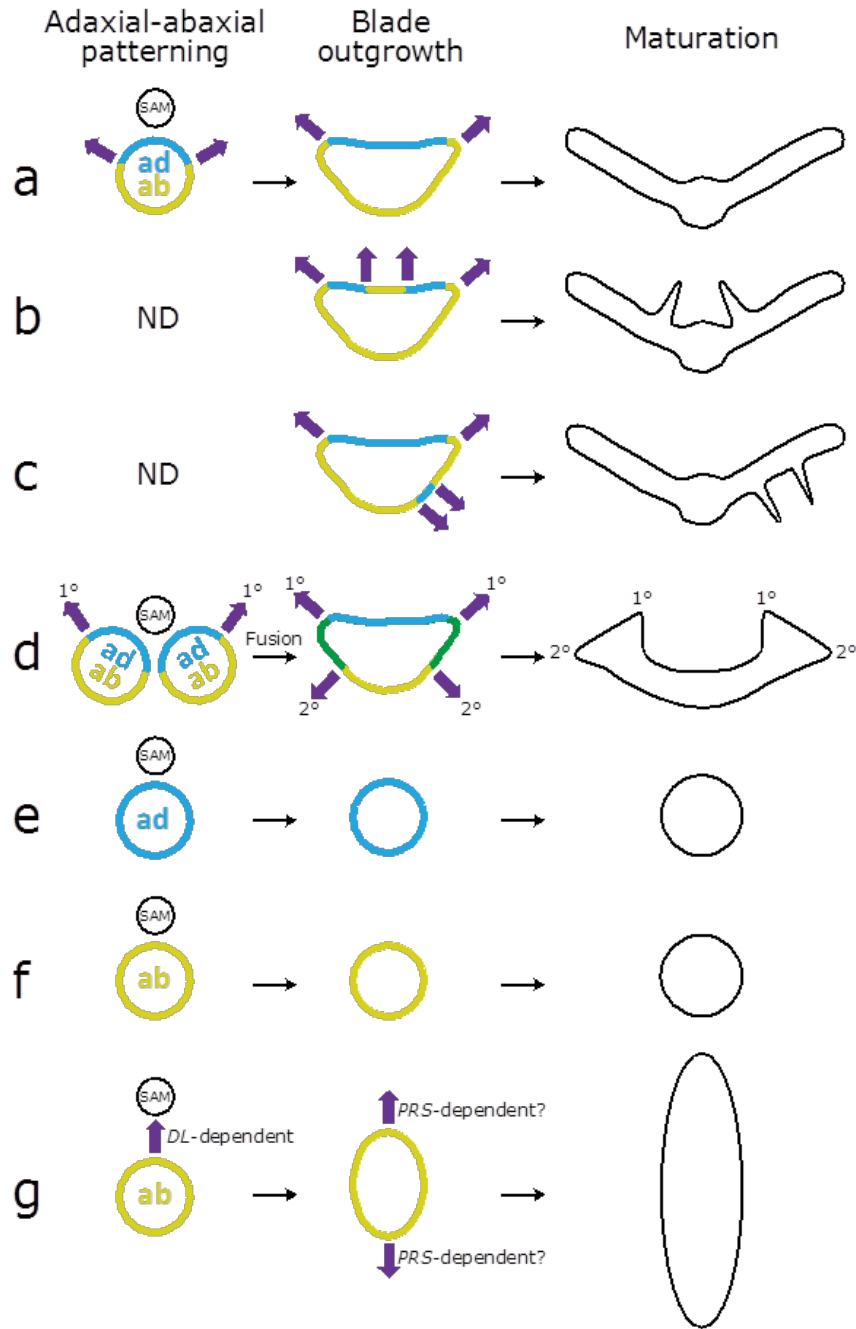 Adaxial-abaxial
patterning
Blade
outgrowth
Maturation
a
SAM
ad
ab
b
ND
c
ND
d
1°
SAM
1°
ad
ab
ad
ab
Fusion
1°
1°
2°
2°
1°
1°
2°
2°
e
SAM
ad
f
SAM
ab
g
SAM
DL-dependent
ab
PRS-dependent?
PRS-dependent?